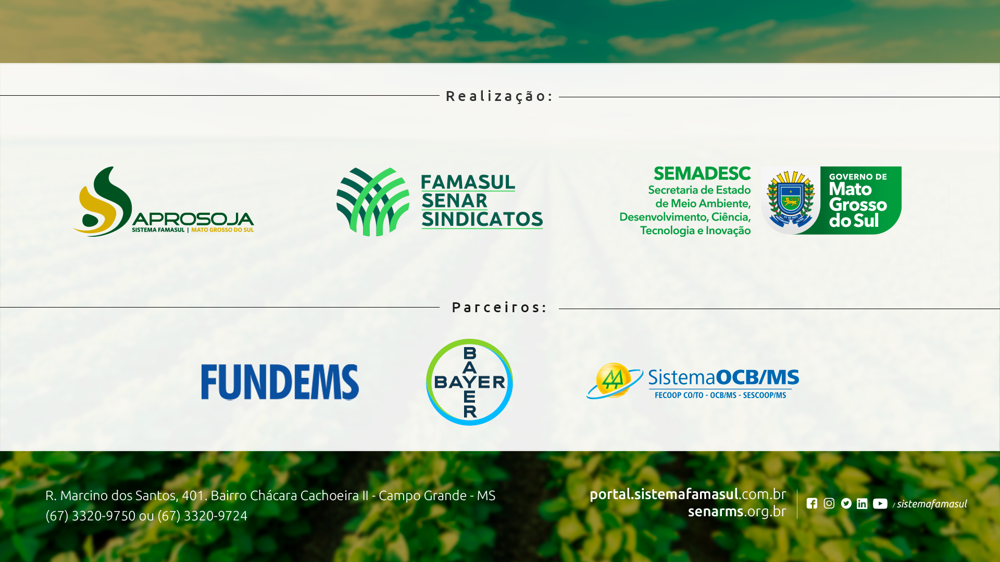 Realização:
APROSOJA
SISTEMA FAMASUL | MATO GROSSO DO SUL
FAMASUL
SENAR
SINDICATOS
SEMADESC
Secretaria de Estado
de Meio Ambiente,
Desenvolvimento, Ciência,
Tecnologia e Inovação
GOVERNO DE
Mato
Grosso
do Sul
Parceiros:
FUNDEMS
BAYER
BAYER
SistemaOCB/MS
FECOOP CO/TO - OCB/MS - SESCOOP/MS
R. Marcino dos Santos, 401. Bairro Chácara Cachoeira II - Campo Grande - MS
(67) 3320-9750 ou (67) 3320-9724
portal.sistemafamasul.com.br
senarms.org.br
/ sistemafamasul